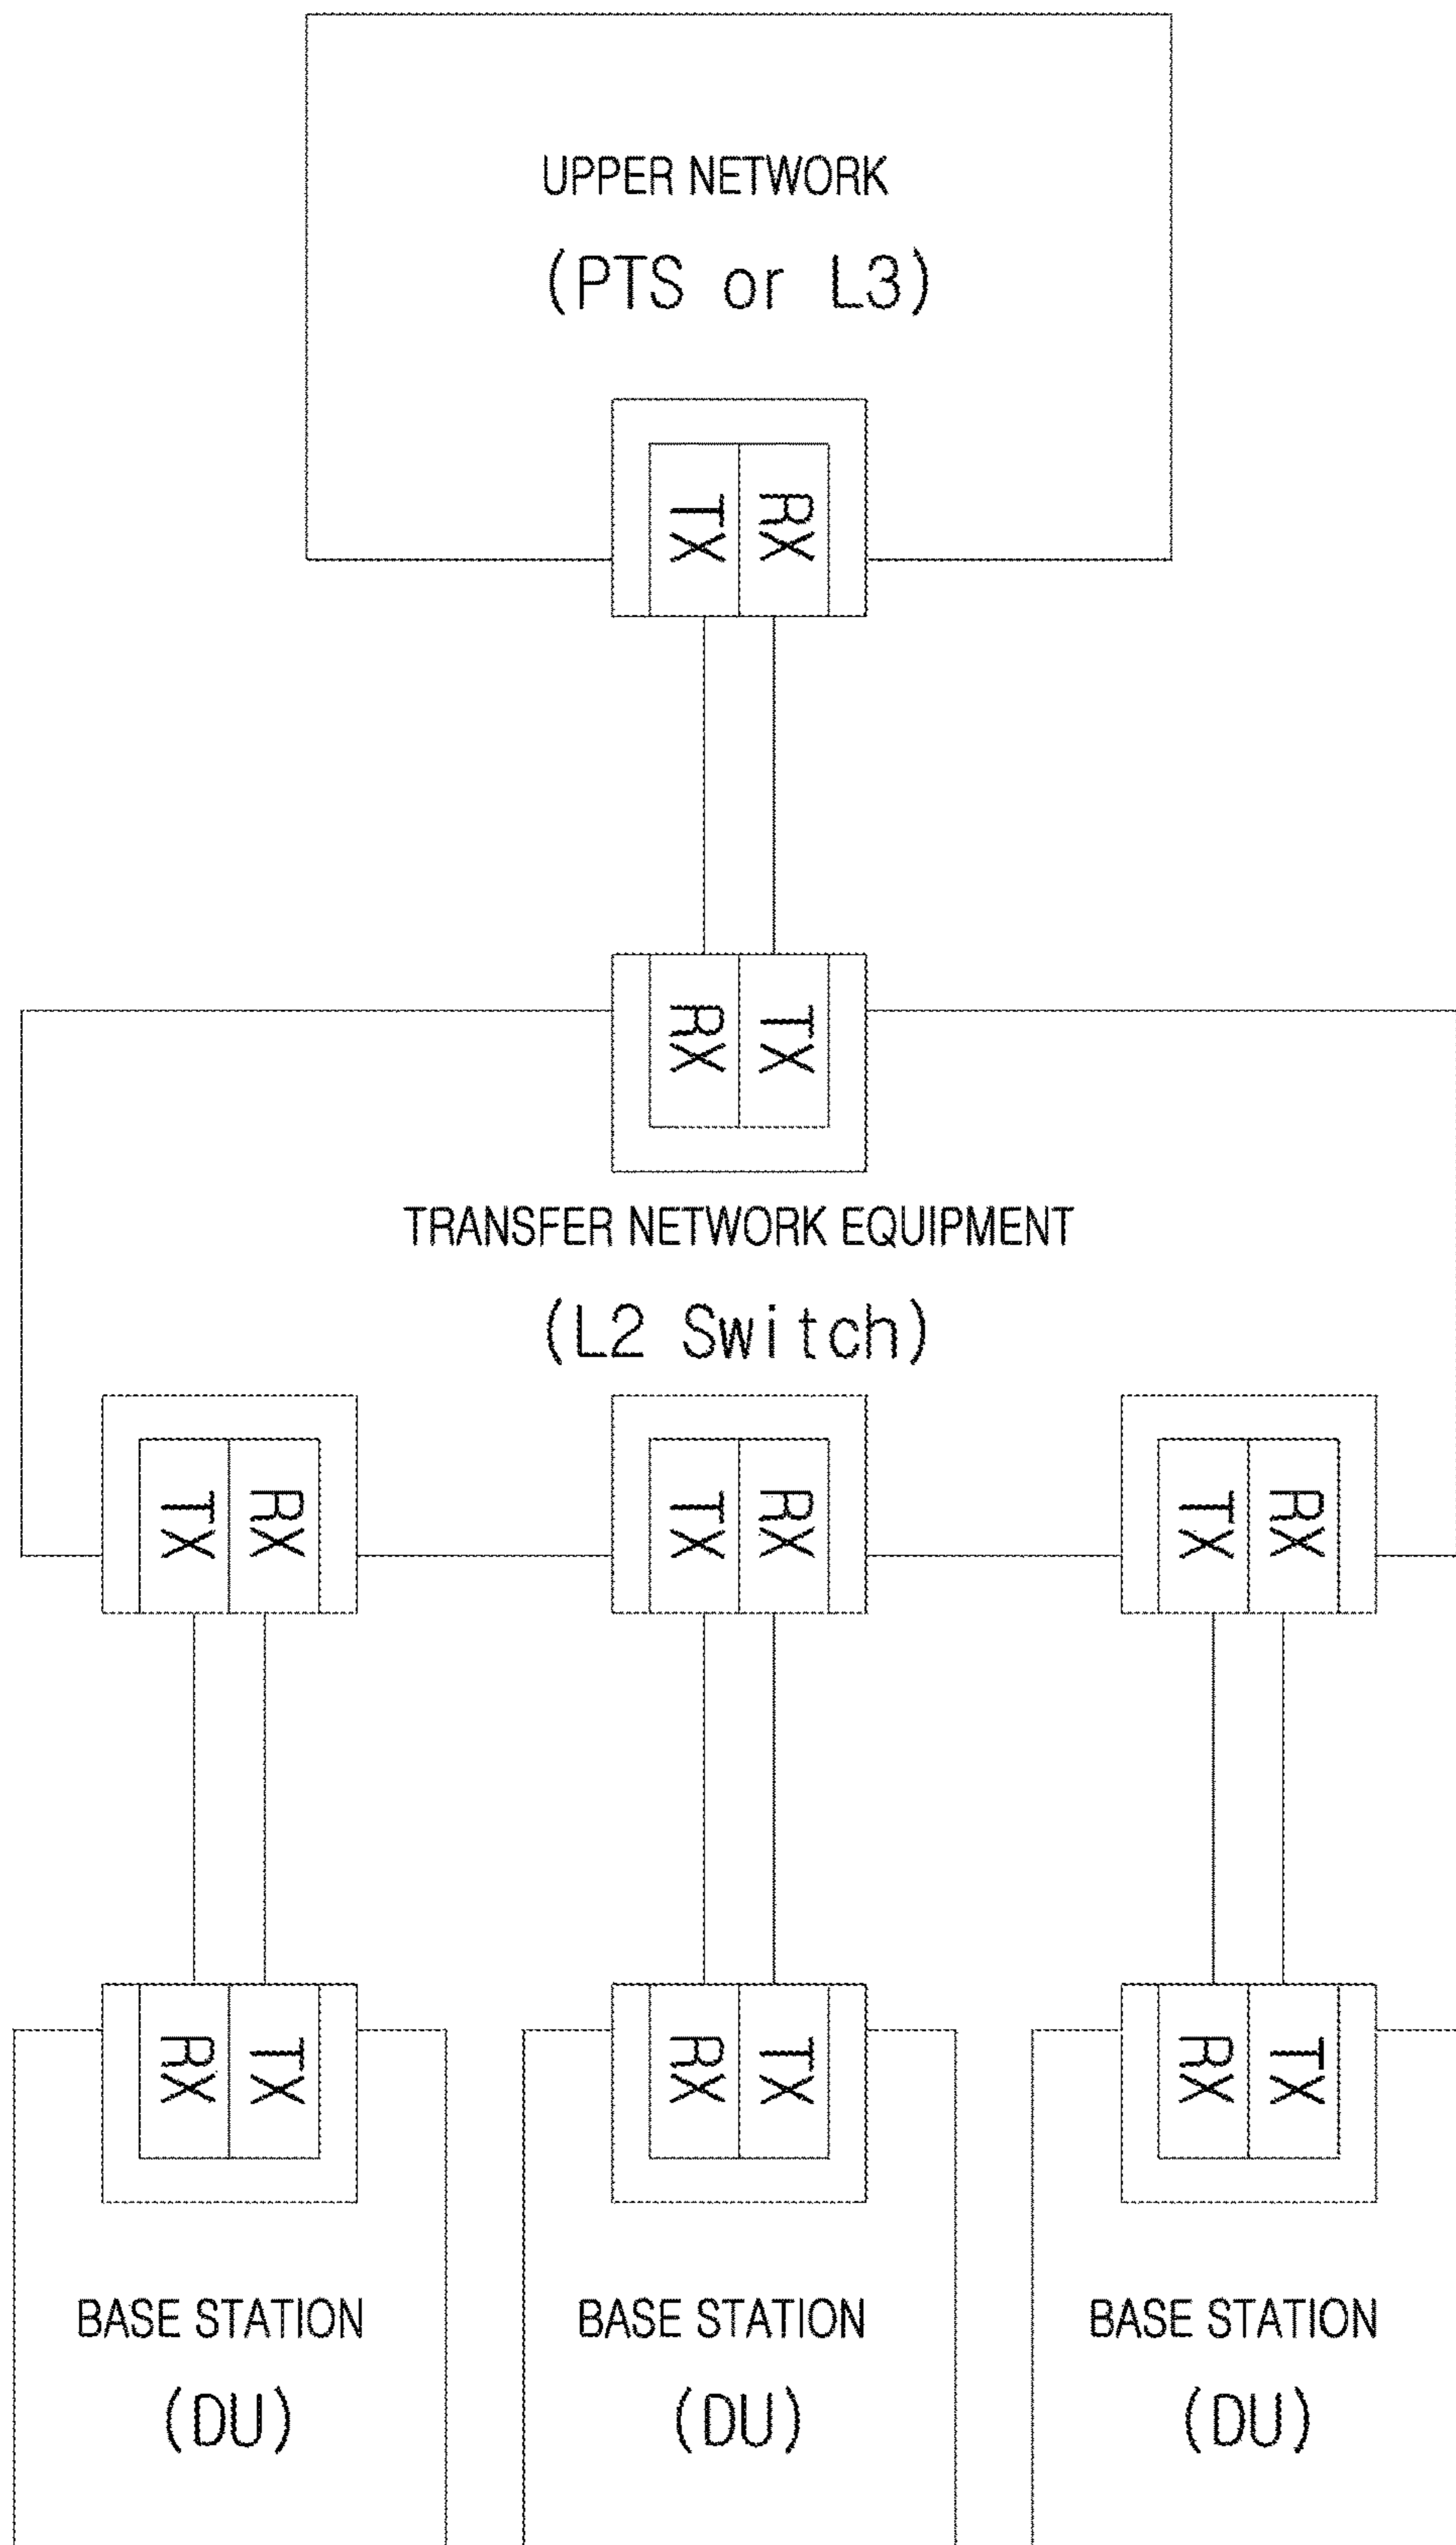 UPPER NETWORK
(PTS or L3)
TX RX
RX TX
TRANSFER NETWORK EQUIPMENT
(L2 Switch)
TX RX TX RX TX RX
RX TX RX TX RX TX
BASE STATION BASE STATION BASE STATION
(DU) (DU) (DU)